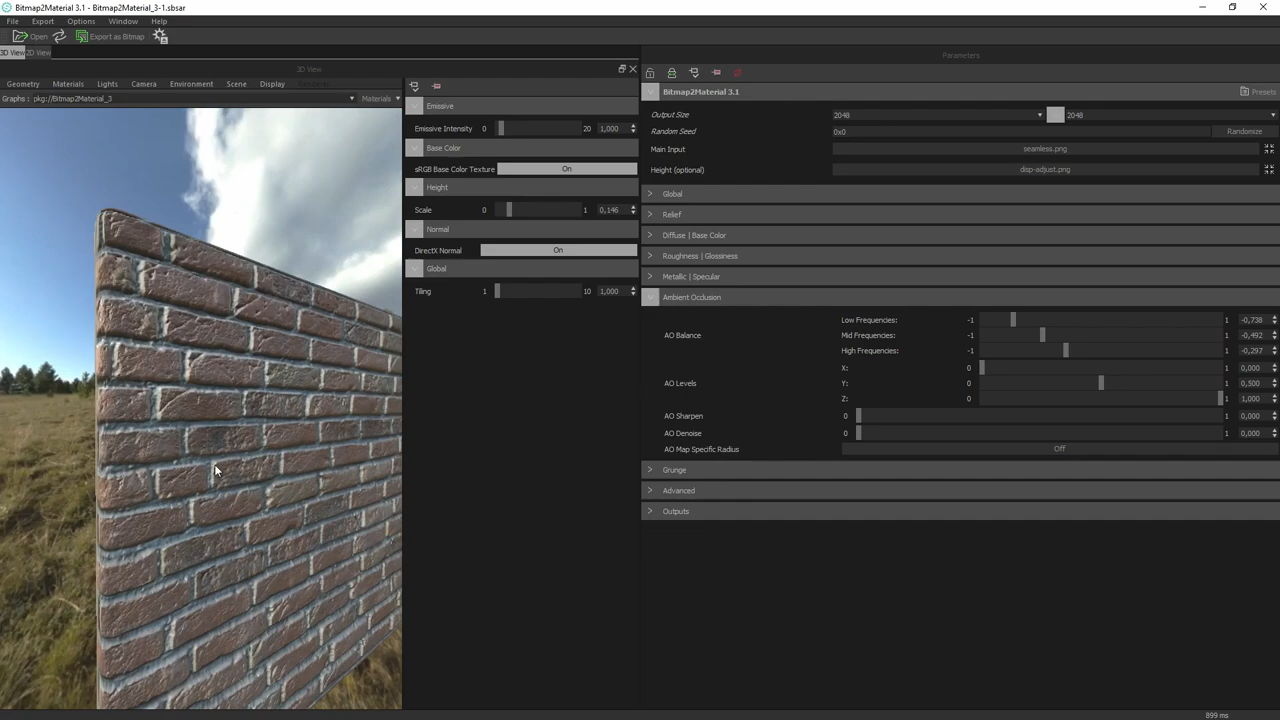 Bitmap2Material 3.1 - Bitmap2Material_3-1.sbsar
File Export Options Window Help
Open Export as Bitmap
3D View 2D View
3D View
Parameters
Geometry Materials Lights Camera Environment Scene Display
Graphs : pkg://Bitmap2Material_3 Materials
Emissive
Emissive Intensity 0 20 1,000
Base Color
sRGB Base Color Texture On
Height
Scale 0 1 0,146
Normal
DirectX Normal On
Global
Tiling 1 10 1,000
Bitmap2Material 3.1 Presets
Output Size 2048 2048
Random Seed 0x0 Randomize
Main Input seamless.png
Height (optional) disp-adjust.png
Global
Relief
Diffuse | Base Color
Roughness | Glossiness
Metallic | Specular
Ambient Occlusion
AO Balance
Low Frequencies: -1 1 -0,738
Mid Frequencies: -1 1 -0,492
High Frequencies: -1 1 -0,297
AO Levels
X: 0 1 0,000
Y: 0 1 0,500
Z: 0 1 1,000
AO Sharpen 0 1 0,000
AO Denoise 0 1 0,000
AO Map Specific Radius Off
Grunge
Advanced
Outputs
899 ms